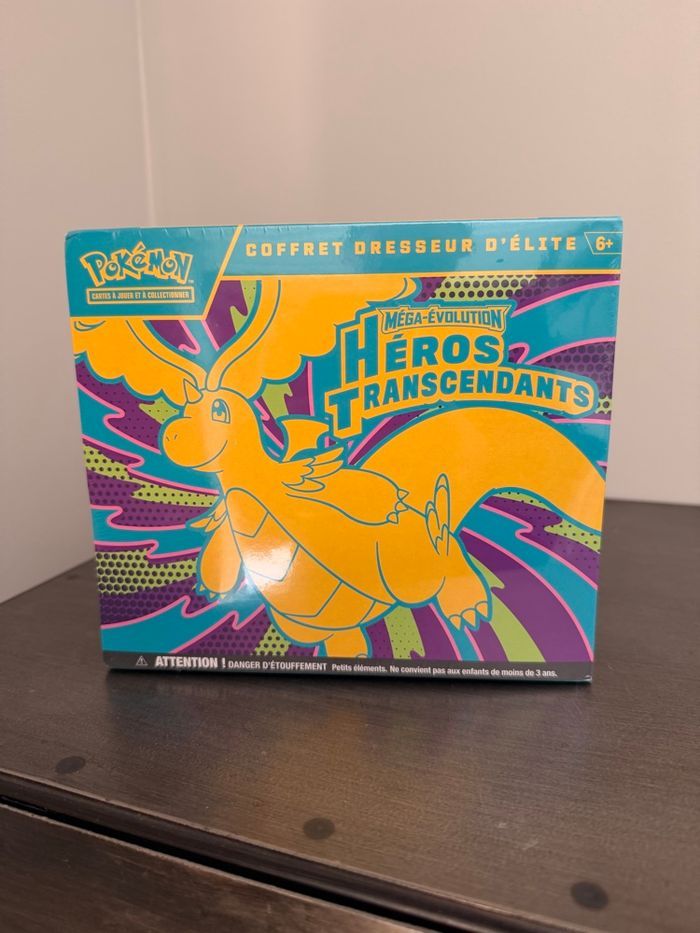 COFFRET DRESSEUR D'ÉLITE
6+
POKéMON
CARTES À JOUER ET À COLLECTIONNER
MÉGA-ÉVOLUTION
HÉROS
TRANSCENDANTS
ATTENTION ! DANGER D'ÉTOUFFEMENT Petits éléments. Ne convient pas aux enfants de moins de 3 ans.